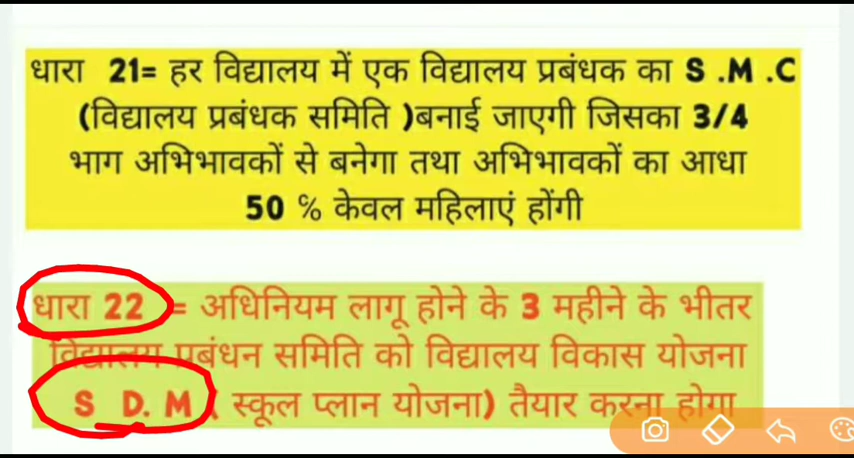 धारा 21= हर विद्यालय में एक विद्यालय प्रबंधक का S .M .C
(विद्यालय प्रबंधक समिति )बनाई जाएगी जिसका 3/4
भाग अभिभावकों से बनेगा तथा अभिभावकों का आधा
50 % केवल महिलाएं होंगी
धारा 22 = अधिनियम लागू होने के 3 महीने के भीतर
विद्यालय प्रबंधन समिति को विद्यालय विकास योजना
S D. M ( स्कूल प्लान योजना) तैयार करना होगा